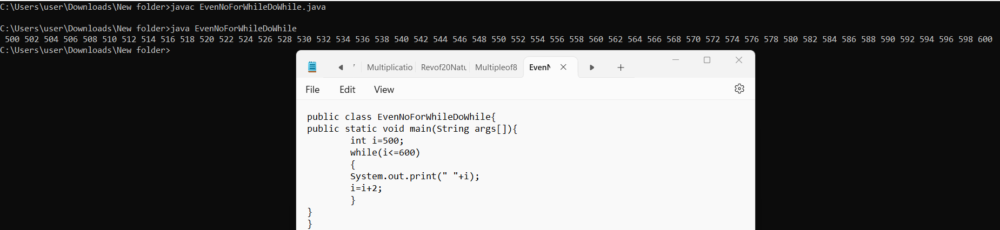 C:\Users\user\Downloads\New folder>javac EvenNoForWhileDoWhile.java
C:\Users\user\Downloads\New folder>java EvenNoForWhileDoWhile
500 502 504 506 508 510 512 514 516 518 520 522 524 526 528 530 532 534 536 538 540 542 544 546 548 550 552 554 556 558 560 562 564 566 568 570 572 574 576 578 580 582 584 586 588 590 592 594 596 598 600
C:\Users\user\Downloads\New folder>
Multiplicatio Revof20Natu Multipleof8 EvenN
File Edit View
public class EvenNoForWhileDoWhile{
public static void main(String args[]){
int i=500;
while(i<=600)
{
System.out.print(" "+i);
i=i+2;
}
}
}